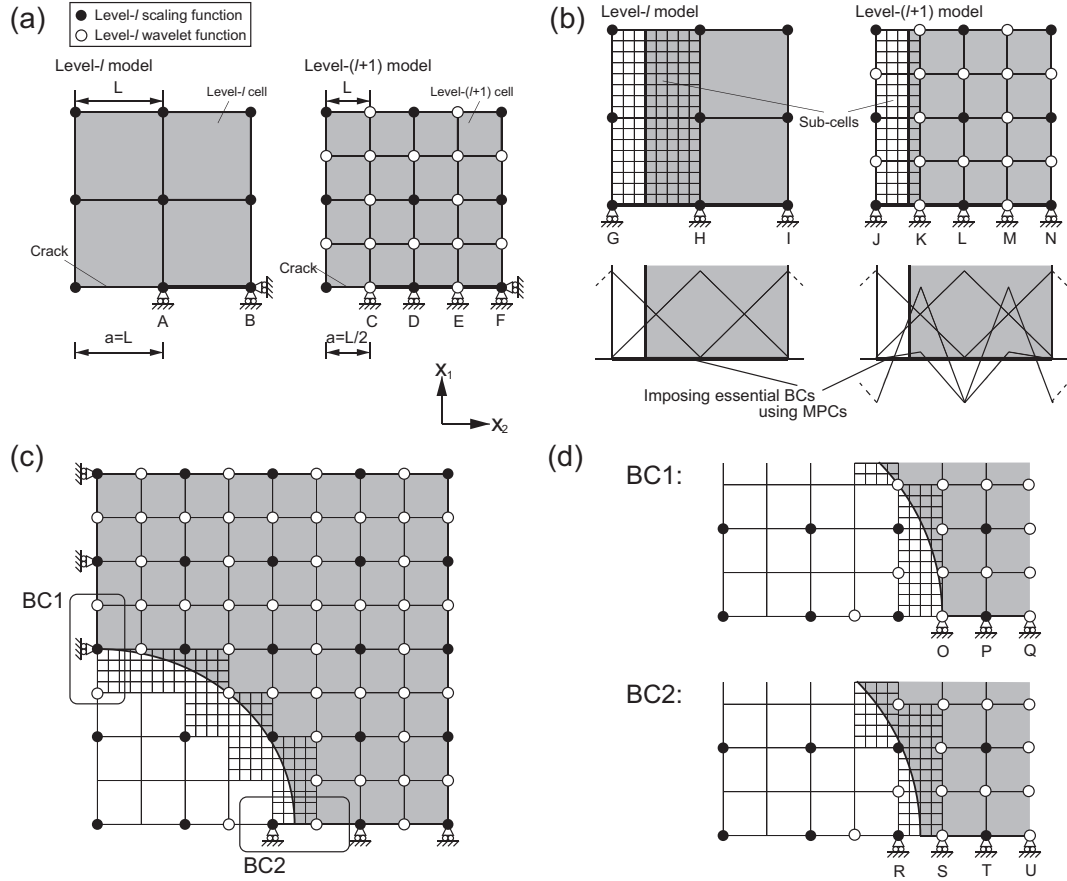 (a)
Level-l scaling function
Level-l wavelet function
Level-l model
L
Level-l cell
Crack
A
B
a=L
Level-(l+1) model
L
Level-(l+1) cell
Crack
C
D
E
F
a=L/2
X1
X2
(b)
Level-l model
Level-(l+1) model
Sub-cells
G
H
I
J
K
L
M
N
Imposing essential BCs
using MPCs
(c)
BC1
BC2
(d)
BC1:
O
P
Q
BC2:
R
S
T
U